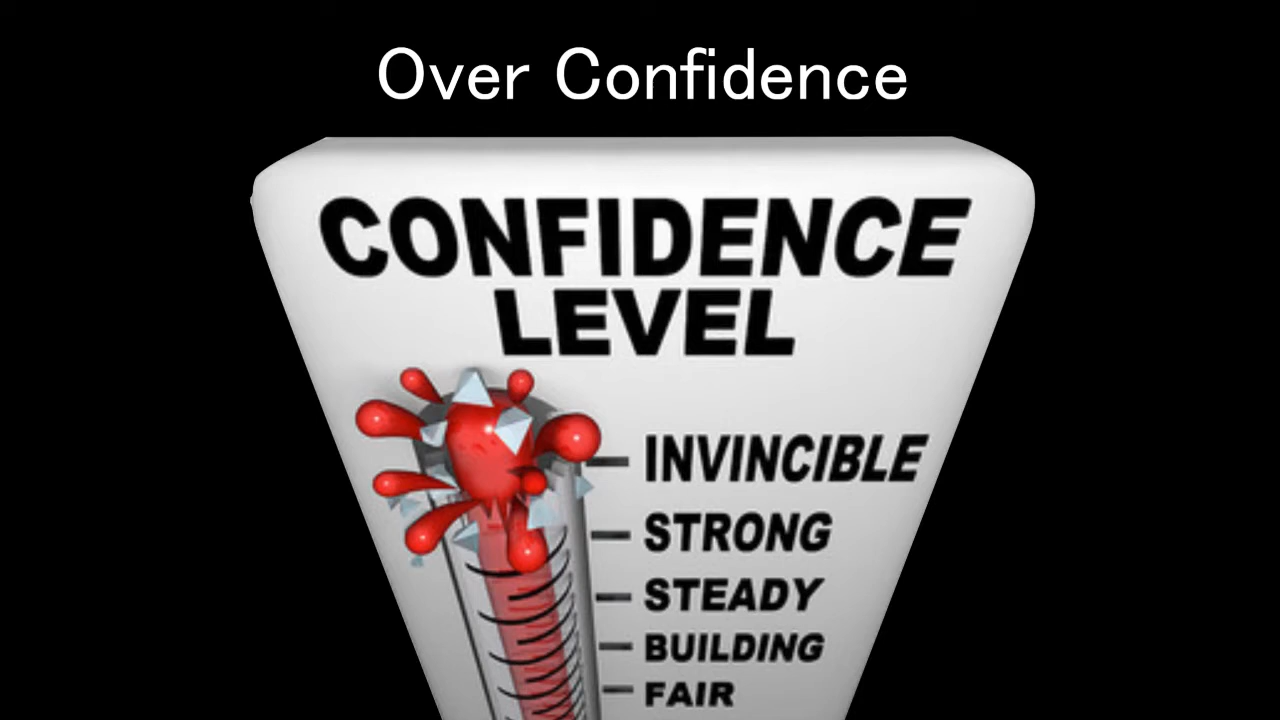 Over Confidence
CONFIDENCE
LEVEL
INVINCIBLE
STRONG
STEADY
BUILDING
FAIR